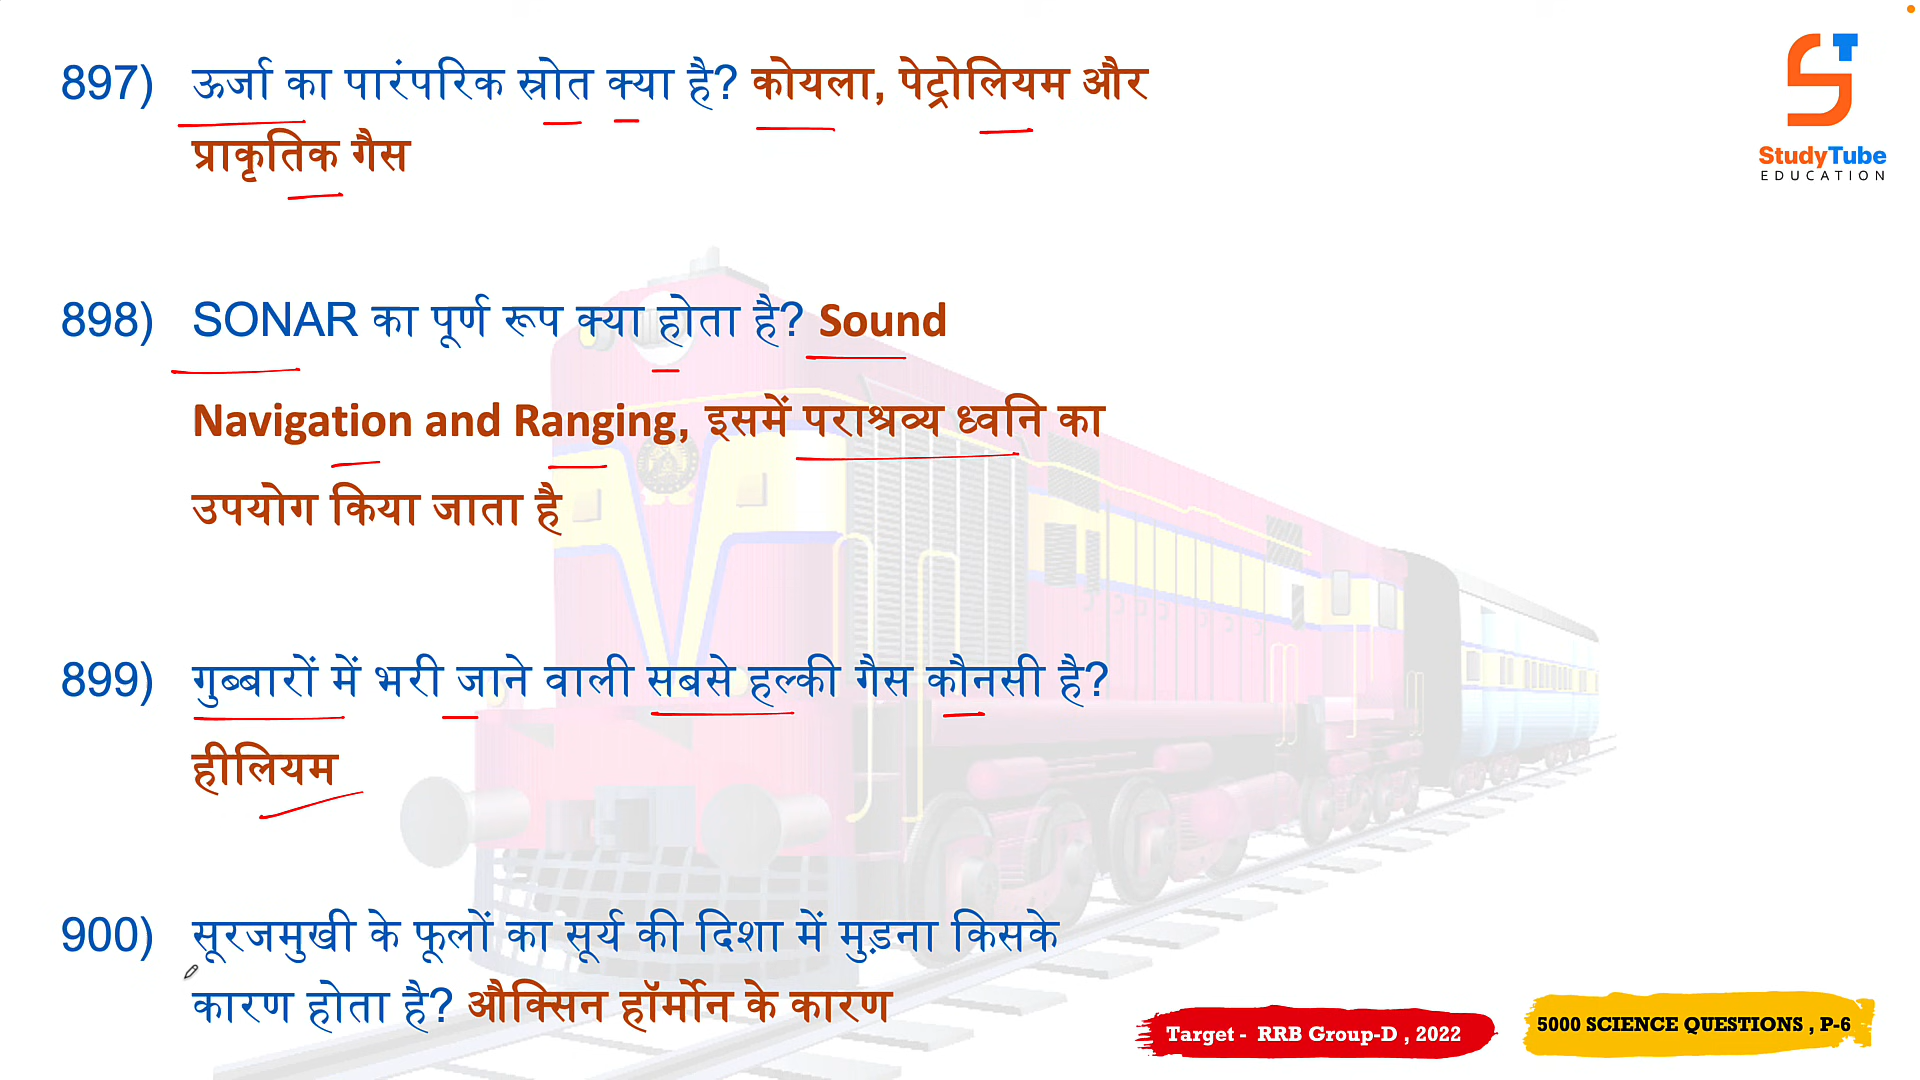 897) ऊर्जा का पारंपरिक स्रोत क्या है? कोयला, पेट्रोलियम और
प्राकृतिक गैस
StudyTube
EDUCATION
898) SONAR का पूर्ण रूप क्या होता है? Sound
Navigation and Ranging, इसमें पराश्रव्य ध्वनि का
उपयोग किया जाता है
899) गुब्बारों में भरी जाने वाली सबसे हल्की गैस कौनसी है?
हीलियम
900) सूरजमुखी के फूलों का सूर्य की दिशा में मुड़ना किसके
कारण होता है? औक्सिन हॉर्मोन के कारण
Target - RRB Group-D , 2022
5000 SCIENCE QUESTIONS , P-6